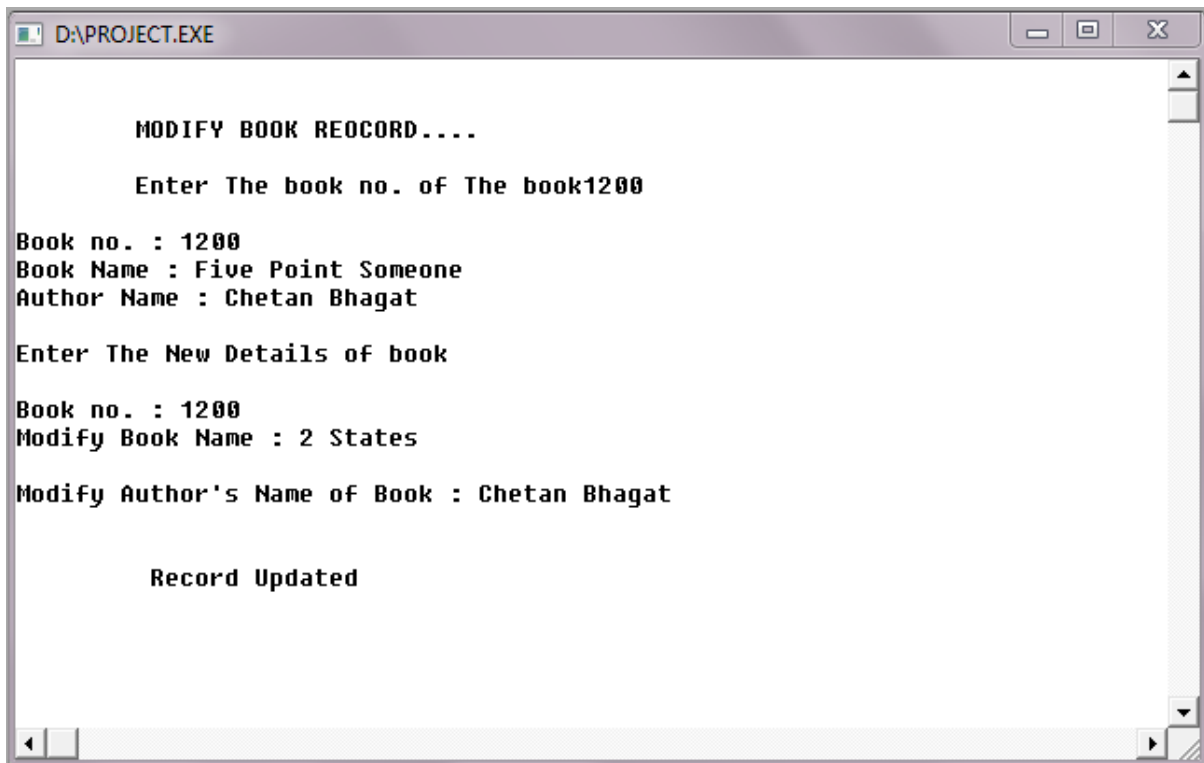 D:\PROJECT.EXE
MODIFY BOOK REOCORD....
Enter The book no. of The book1200
Book no. : 1200
Book Name : Five Point Someone
Author Name : Chetan Bhagat
Enter The New Details of book
Book no. : 1200
Modify Book Name : 2 States
Modify Author's Name of Book : Chetan Bhagat
Record Updated